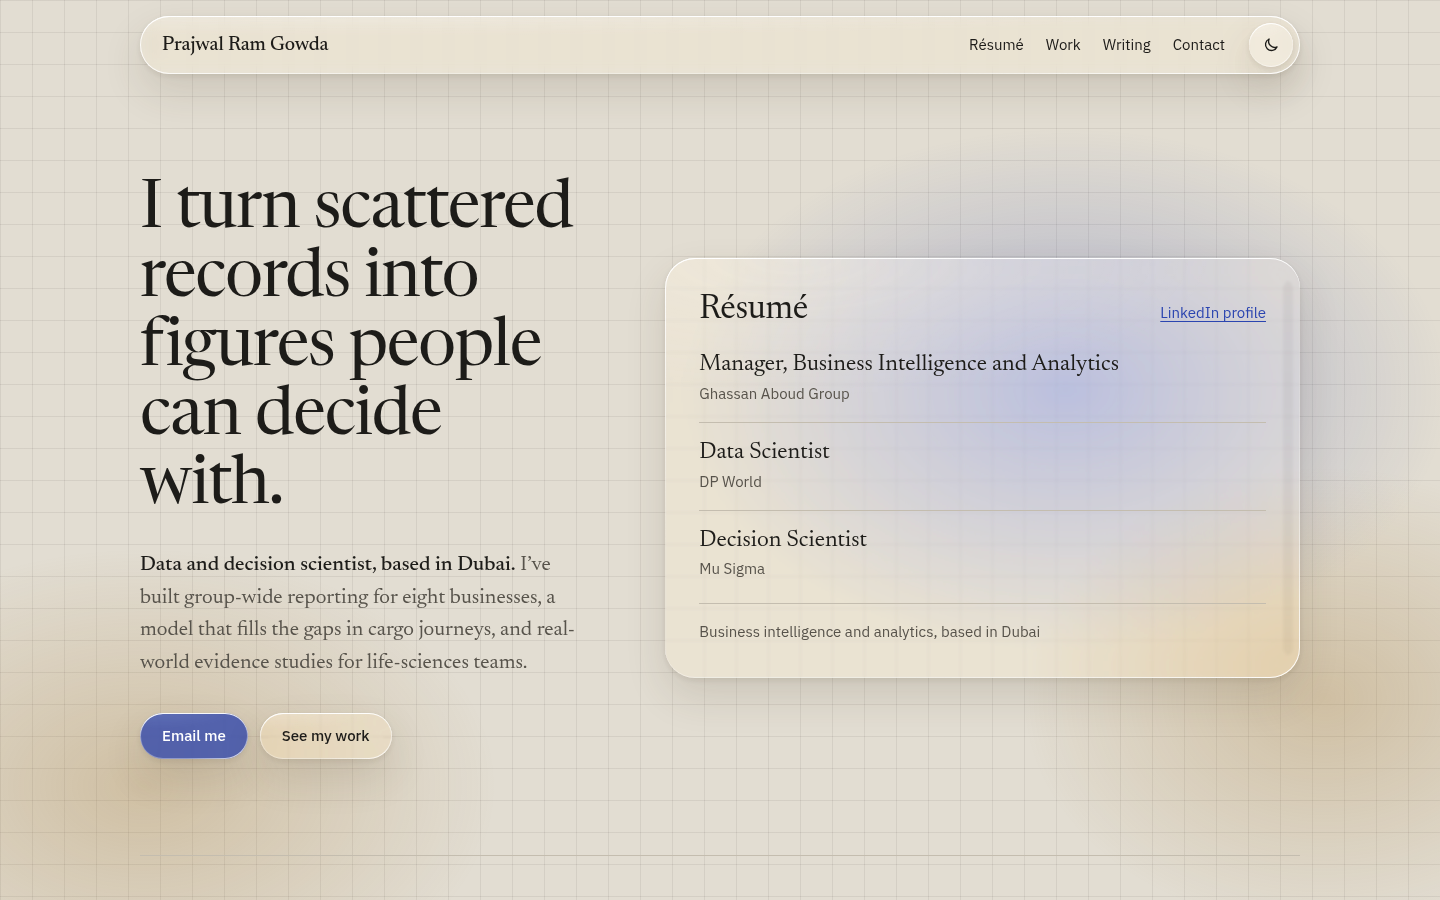 Prajwal Ram Gowda
Résumé Work Writing Contact
I turn scattered
records into
figures people
can decide
with.
Data and decision scientist, based in Dubai. I’ve
built group-wide reporting for eight businesses, a
model that fills the gaps in cargo journeys, and real-
world evidence studies for life-sciences teams.
Email me See my work
Résumé
LinkedIn profile
Manager, Business Intelligence and Analytics
Ghassan Aboud Group
Data Scientist
DP World
Decision Scientist
Mu Sigma
Business intelligence and analytics, based in Dubai